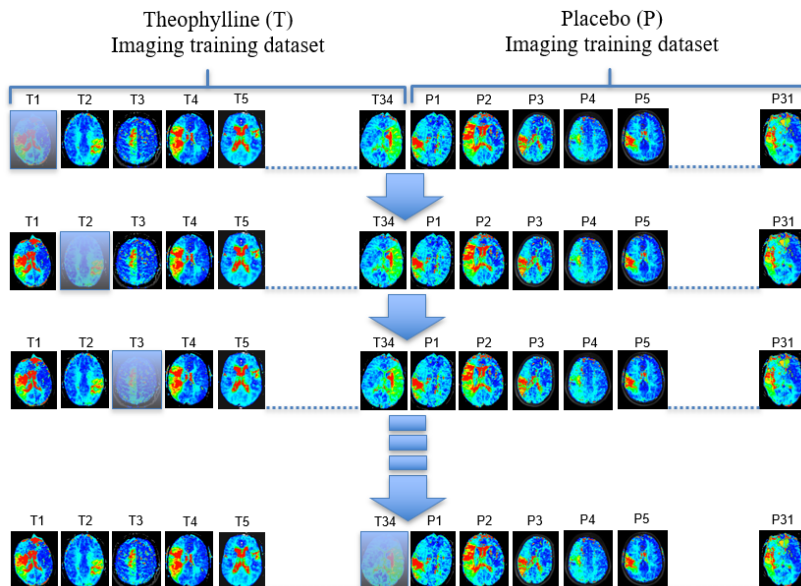 Theophylline (T)
Imaging training dataset
Placebo (P)
Imaging training dataset
T1 T2 T3 T4 T5 T34 P1 P2 P3 P4 P5 P31
T1 T2 T3 T4 T5 T34 P1 P2 P3 P4 P5 P31
T1 T2 T3 T4 T5 T34 P1 P2 P3 P4 P5 P31
T1 T2 T3 T4 T5 T34 P1 P2 P3 P4 P5 P31